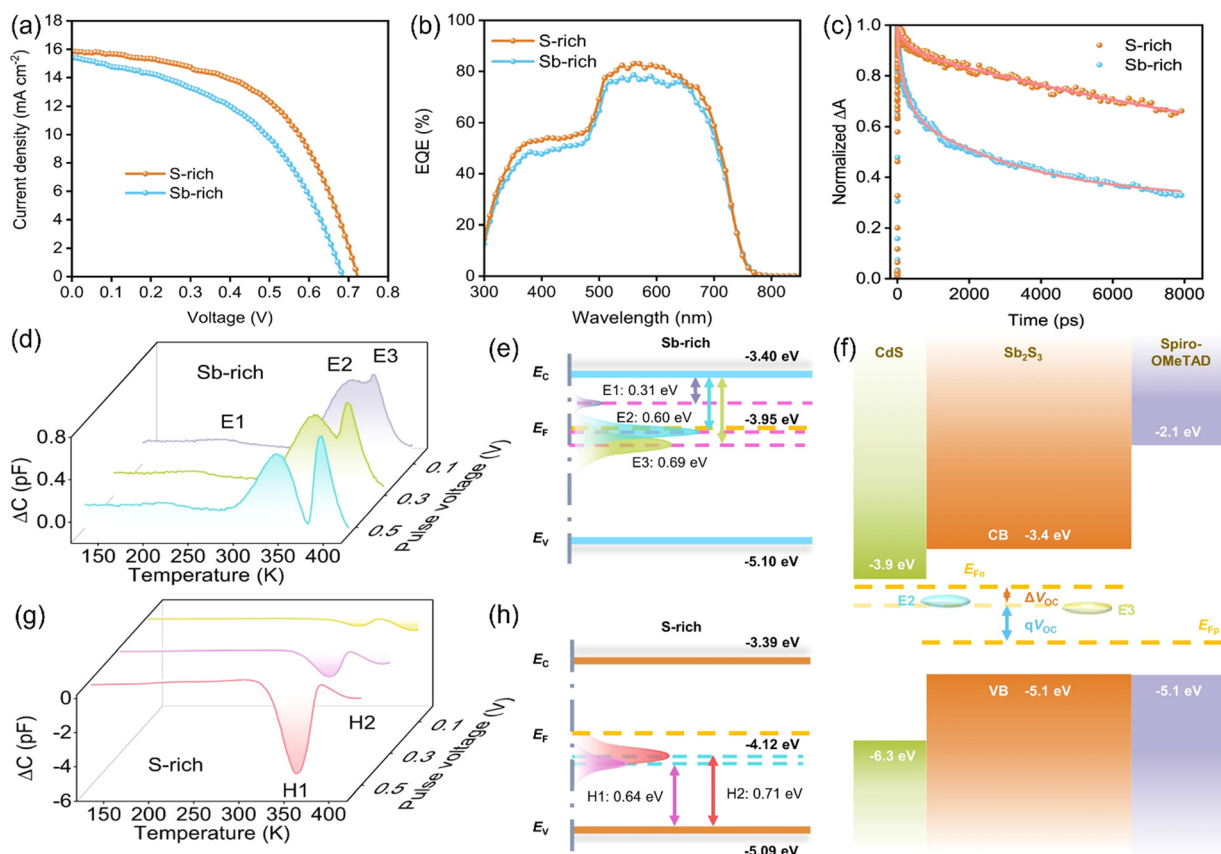 (a)
18
16
14
12
10
8
6
4
2
0
Current density (mA cm⁻²)
S-rich
Sb-rich
0.0 0.1 0.2 0.3 0.4 0.5 0.6 0.7 0.8
Voltage (V)
(b)
100
80
60
40
20
0
EQE (%)
S-rich
Sb-rich
300 400 500 600 700 800
Wavelength (nm)
(c)
1.0
0.8
0.6
0.4
0.2
0.0
Normalized ΔA
S-rich
Sb-rich
0 2000 4000 6000 8000
Time (ps)
(d)
Sb-rich
E1
E2
E3
0.8
0.4
0.0
ΔC (pF)
150 200 250 300 350 400
Temperature (K)
0.1
0.3
0.5
Pulse voltage (V)
(e)
Sb-rich
-3.40 eV
E_C
E1: 0.31 eV
E2: 0.60 eV
-3.95 eV
E_F
E3: 0.69 eV
E_V
-5.10 eV
(f)
CdS
Sb₂S₃
Spiro-
OMeTAD
-2.1 eV
CB -3.4 eV
-3.9 eV
E_Fn
E2
ΔV_OC
E3
qV_OC
E_Fp
VB -5.1 eV
-5.1 eV
-6.3 eV
(g)
0
-2
-4
-6
ΔC (pF)
S-rich
H1
H2
150 200 250 300 350 400
Temperature (K)
0.1
0.3
0.5
Pulse voltage (V)
(h)
S-rich
-3.39 eV
E_C
E_F
-4.12 eV
H1: 0.64 eV
H2: 0.71 eV
E_V
-5.09 eV